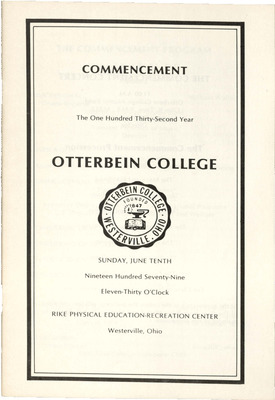 COMMENCEMENT
The One Hundred Thirty-Second Year
OTTERBEIN COLLEGE
OTTERBEIN COLLEGE
FOUNDED
1847
WESTERVILLE, OHIO
SUNDAY, JUNE TENTH
Nineteen Hundred Seventy-Nine
Eleven-Thirty O'Clock
RIKE PHYSICAL EDUCATION-RECREATION CENTER
Westerville, Ohio